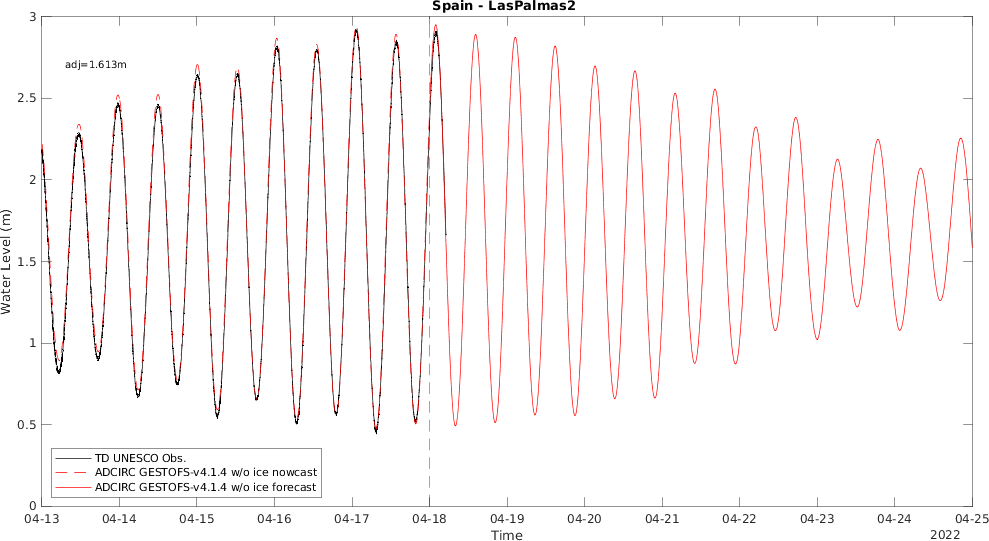 Spain - LasPalmas2
adj=1.613m
Water Level (m)
3
2.5
2
1.5
1
0.5
0
TD UNESCO Obs.
ADCIRC GESTOFS-v4.1.4 w/o ice nowcast
ADCIRC GESTOFS-v4.1.4 w/o ice forecast
04-13 04-14 04-15 04-16 04-17 04-18 04-19 04-20 04-21 04-22 04-23 04-24 04-25
Time
2022